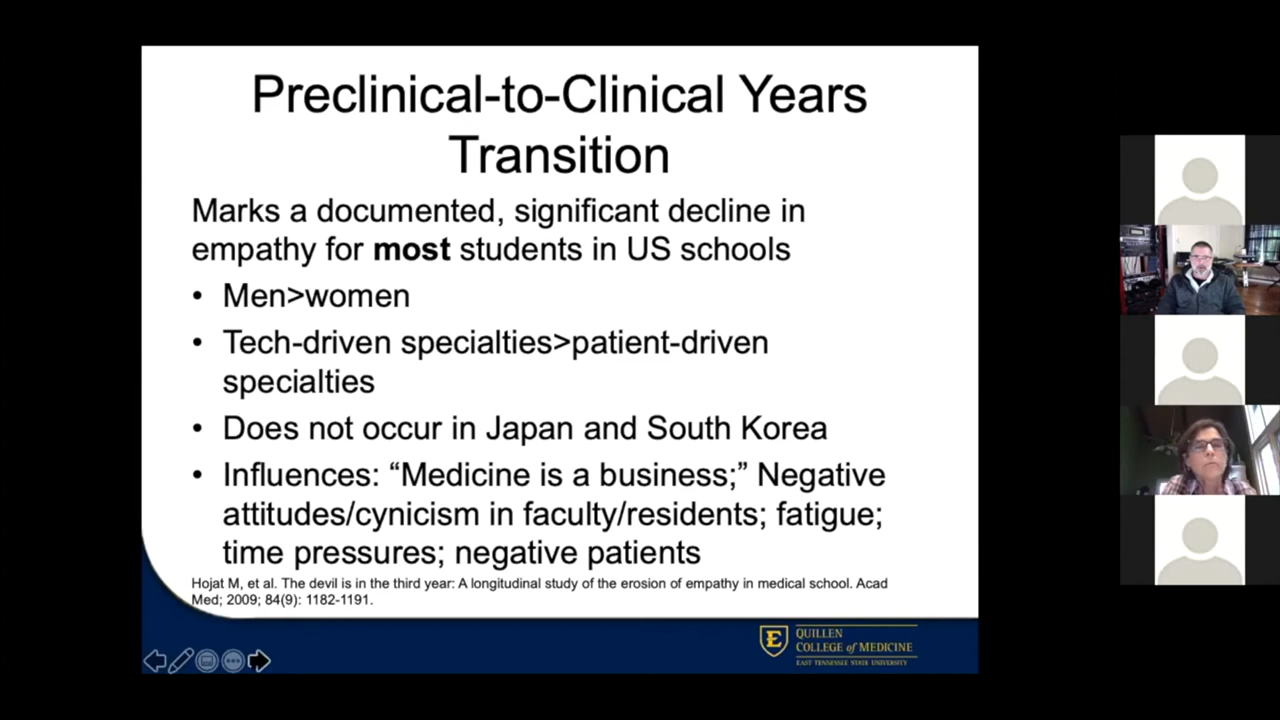 Preclinical-to-Clinical Years
Transition
Marks a documented, significant decline in
empathy for most students in US schools
• Men>women
• Tech-driven specialties>patient-driven
specialties
• Does not occur in Japan and South Korea
• Influences: “Medicine is a business;” Negative
attitudes/cynicism in faculty/residents; fatigue;
time pressures; negative patients
Hojat M, et al. The devil is in the third year: A longitudinal study of the erosion of empathy in medical school. Acad
Med; 2009; 84(9): 1182-1191.
E
QUILLEN
COLLEGE of MEDICINE
EAST TENNESSEE STATE UNIVERSITY